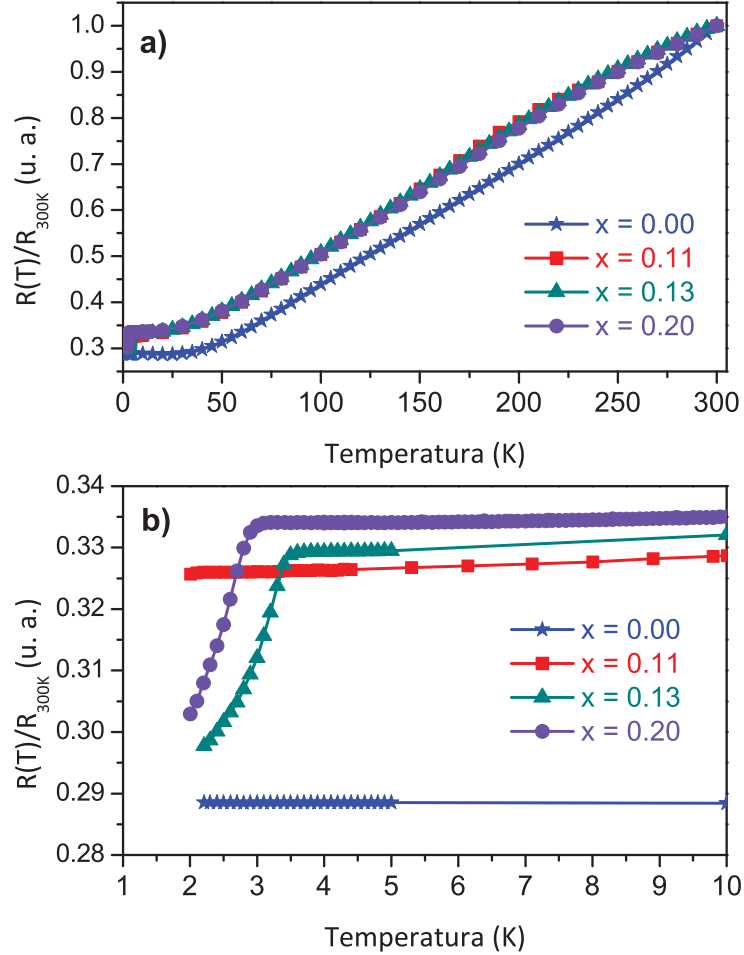 a)
1.0
0.9
0.8
0.7
0.6
0.5
0.4
0.3
R(T)/R300K (u. a.)
x = 0.00
x = 0.11
x = 0.13
x = 0.20
0 50 100 150 200 250 300
Temperatura (K)
b)
0.34
0.33
0.32
0.31
0.30
0.29
0.28
R(T)/R300K (u. a.)
x = 0.00
x = 0.11
x = 0.13
x = 0.20
1 2 3 4 5 6 7 8 9 10
Temperatura (K)